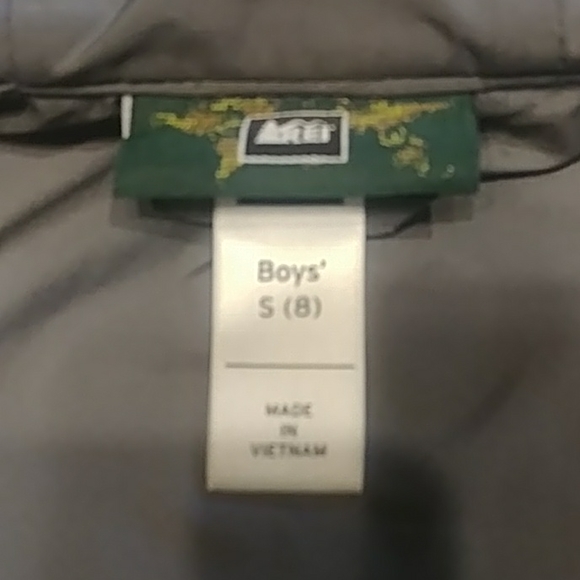 REI
Boys'
S (8)
MADE
IN
VIETNAM